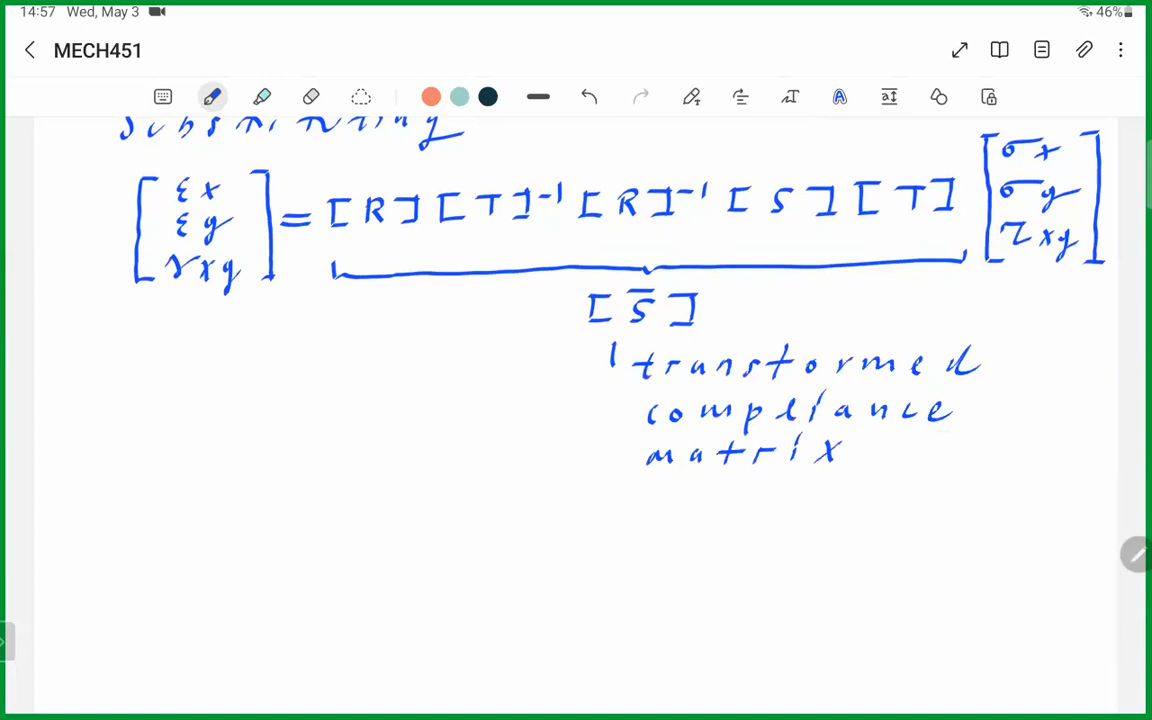 14:57 Wed, May 3
46%
MECH451
substituting
[εx εy γxy] = [R][T]-1[R]-1[S][T] [σx σy τxy]
[S̅]
transformed
compliance
matrix